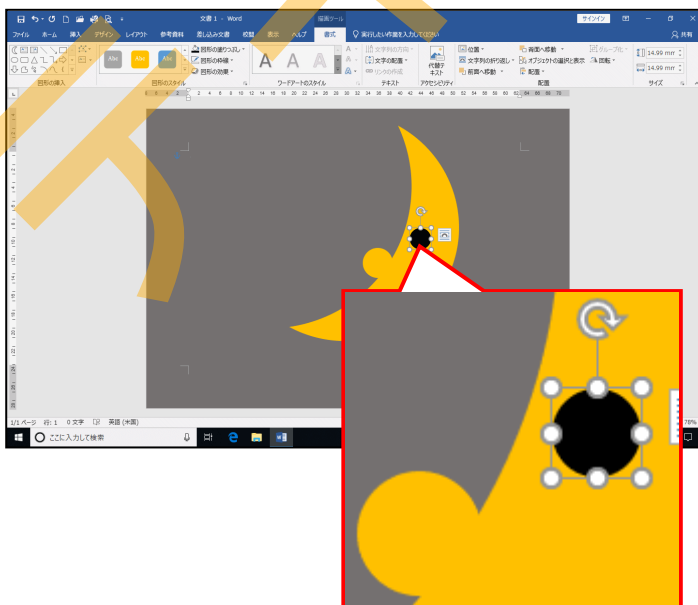 文書 1 - Word
描画ツール
サインイン
ファイル ホーム 挿入 デザイン レイアウト 参考資料 差し込み文書 校閲 表示 ヘルプ 書式 実行したい作業を入力してください 共有
Abc Abc Abc
図形の塗りつぶし
図形の枠線
図形の効果
A A A
文字列の方向
文字の配置
リンクの作成
代替テ
キスト
位置
文字列の折り返し
前面へ移動
背面へ移動
オブジェクトの選択と表示
配置
グループ化
回転
14.99 mm
14.99 mm
図形の挿入 図形のスタイル ワードアートのスタイル テキスト アクセシビリティ 配置 サイズ
1/1 ページ 行: 1 0 文字 英語 (米国)
78%
ここに入力して検索